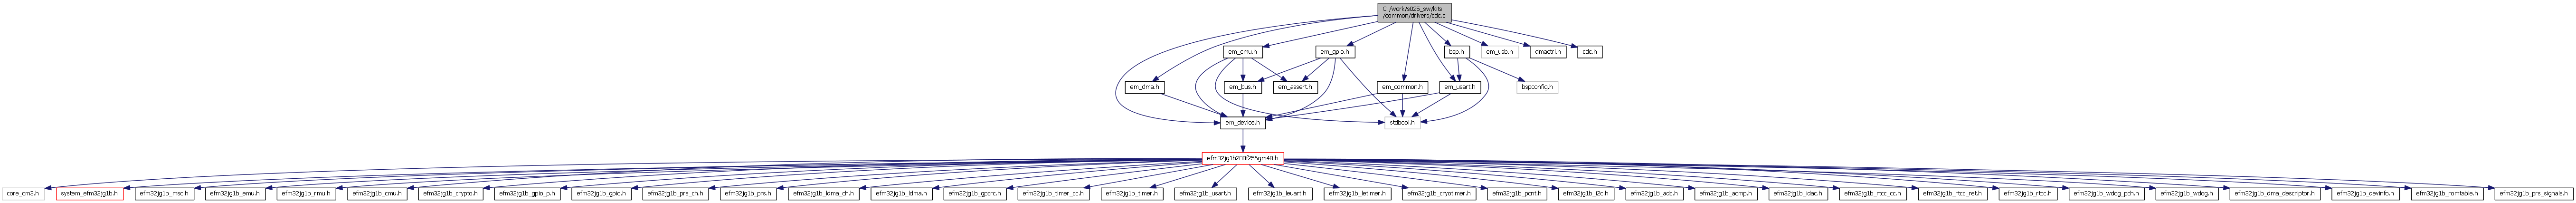 C:/work/s025_sw/kits
/common/drivers/cdc.c
em_cmu.h
em_gpio.h
bsp.h
em_usb.h
dmactrl.h
cdc.h
em_dma.h
em_bus.h
em_assert.h
em_common.h
em_usart.h
bspconfig.h
em_device.h
stdbool.h
efm32jg1b200f256gm48.h
core_cm3.h
system_efm32jg1b.h
efm32jg1b_msc.h
efm32jg1b_emu.h
efm32jg1b_rmu.h
efm32jg1b_cmu.h
efm32jg1b_crypto.h
efm32jg1b_gpio_p.h
efm32jg1b_gpio.h
efm32jg1b_prs_ch.h
efm32jg1b_prs.h
efm32jg1b_ldma_ch.h
efm32jg1b_ldma.h
efm32jg1b_gpcrc.h
efm32jg1b_timer_cc.h
efm32jg1b_timer.h
efm32jg1b_usart.h
efm32jg1b_leuart.h
efm32jg1b_letimer.h
efm32jg1b_cryotimer.h
efm32jg1b_pcnt.h
efm32jg1b_i2c.h
efm32jg1b_adc.h
efm32jg1b_acmp.h
efm32jg1b_idac.h
efm32jg1b_rtcc_cc.h
efm32jg1b_rtcc_ret.h
efm32jg1b_rtcc.h
efm32jg1b_wdog_pch.h
efm32jg1b_wdog.h
efm32jg1b_dma_descriptor.h
efm32jg1b_devinfo.h
efm32jg1b_romtable.h
efm32jg1b_prs_signals.h